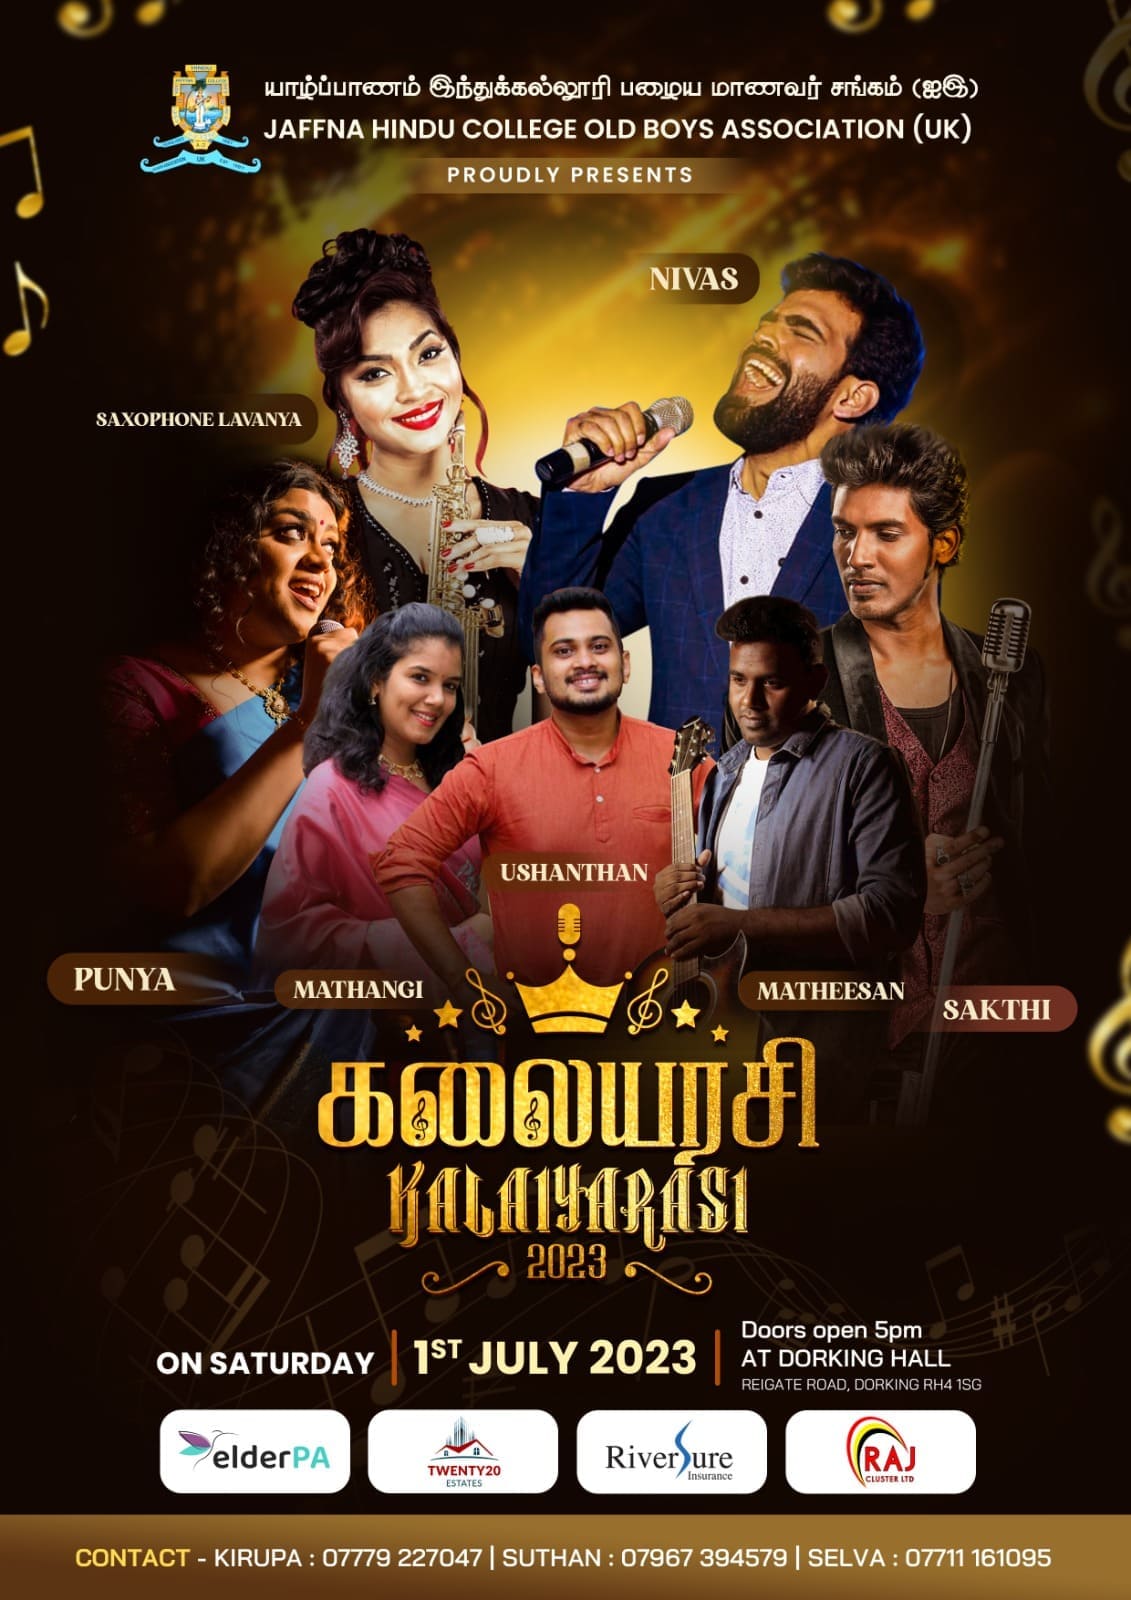 யாழ்ப்பாணம் இந்துக்கல்லூரி பழைய மாணவர் சங்கம் (ஐஇ)
JAFFNA HINDU COLLEGE OLD BOYS ASSOCIATION (UK)
PROUDLY PRESENTS
NIVAS
SAXOPHONE LAVANYA
USHANTHAN
PUNYA
MATHANGI
MATHEESAN
SAKTHI
கலையரசி
KALAIYARASI
2023
ON SATURDAY
1ST JULY 2023
Doors open 5pm
AT DORKING HALL
REIGATE ROAD, DORKING RH4 1SG
elderPA
TWENTY20
ESTATES
RiverSure
Insurance
RAJ
CLUSTER LTD
CONTACT - KIRUPA : 07779 227047 | SUTHAN : 07967 394579 | SELVA : 07711 161095